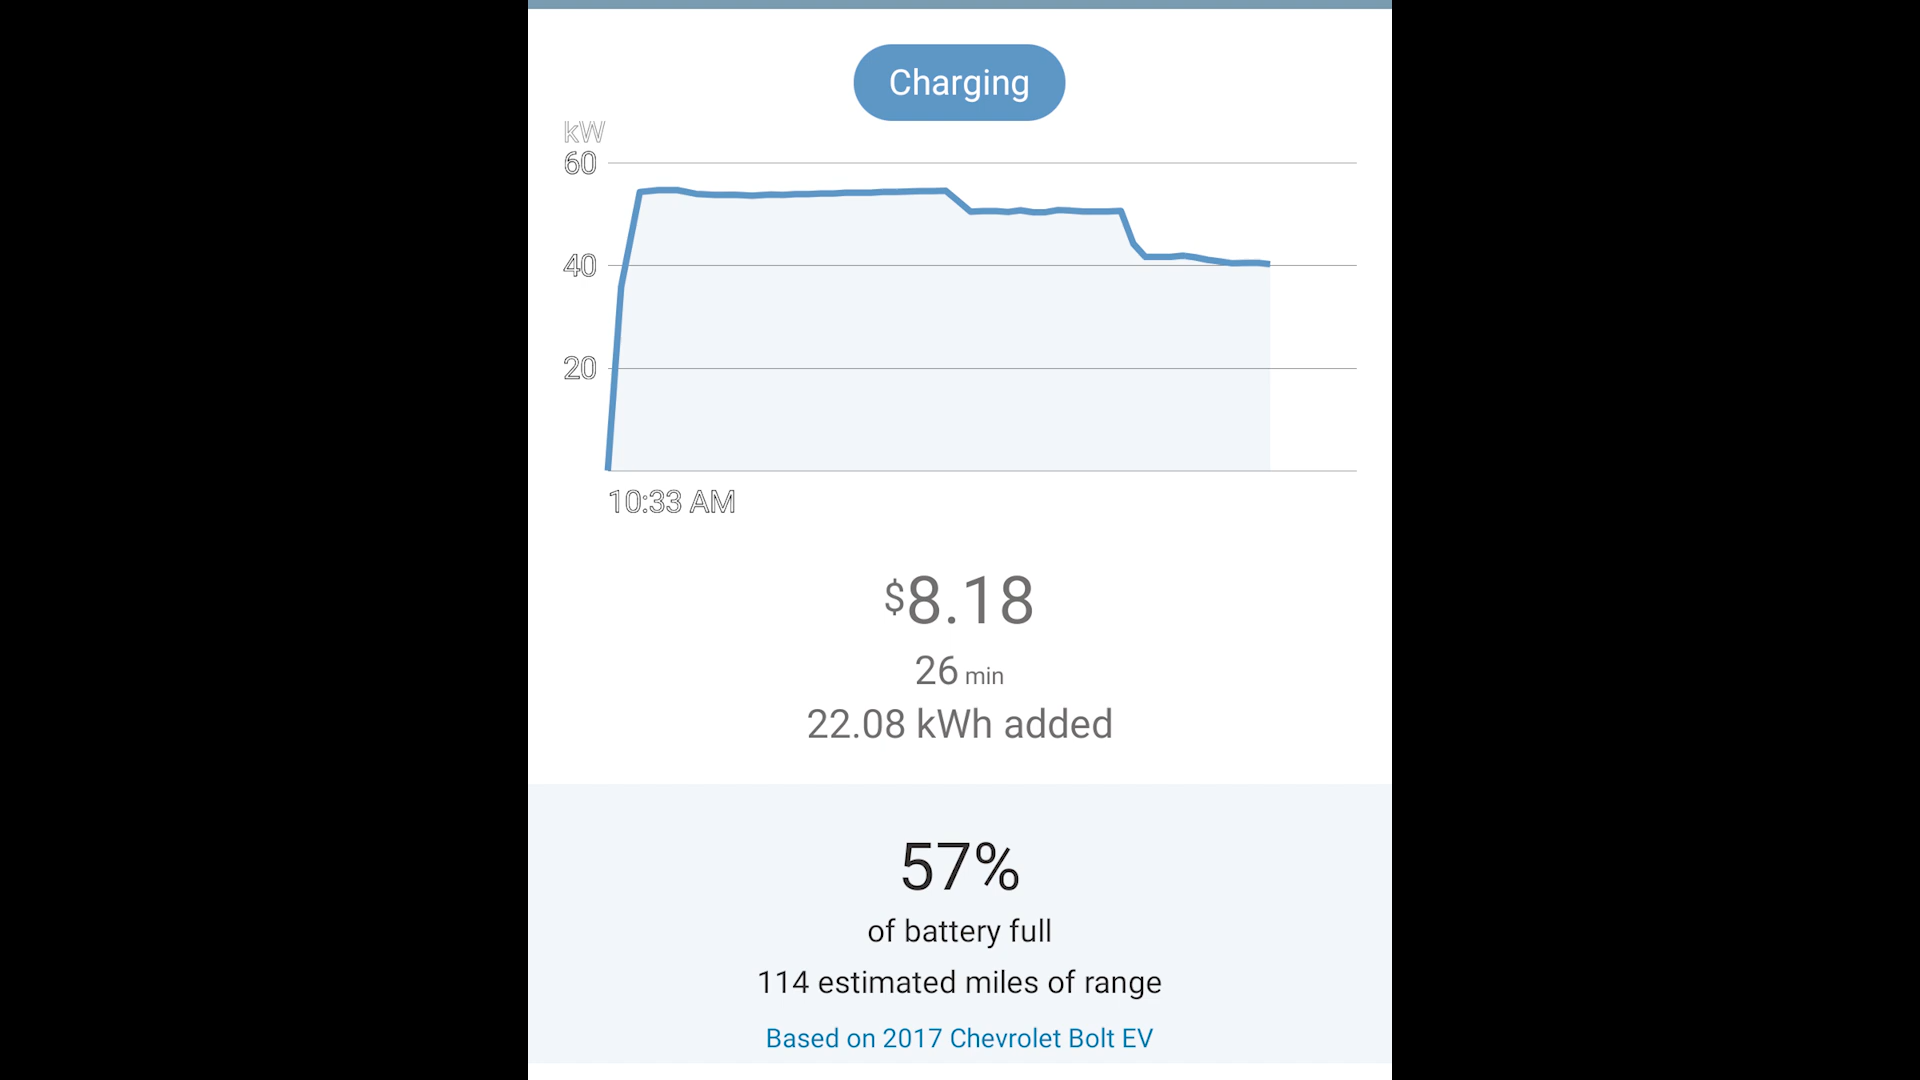 Charging
kW
60
40
20
10:33 AM
$8.18
26 min
22.08 kWh added
57%
of battery full
114 estimated miles of range
Based on 2017 Chevrolet Bolt EV